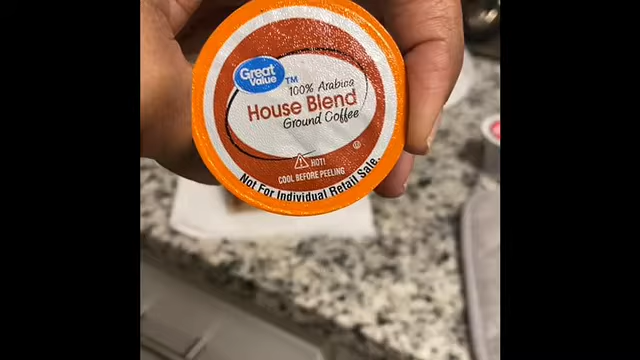 Great
Value
TM
100% Arabica
House Blend
Ground Coffee
U
HOT!
COOL BEFORE PEELING
Not For Individual Retail Sale.